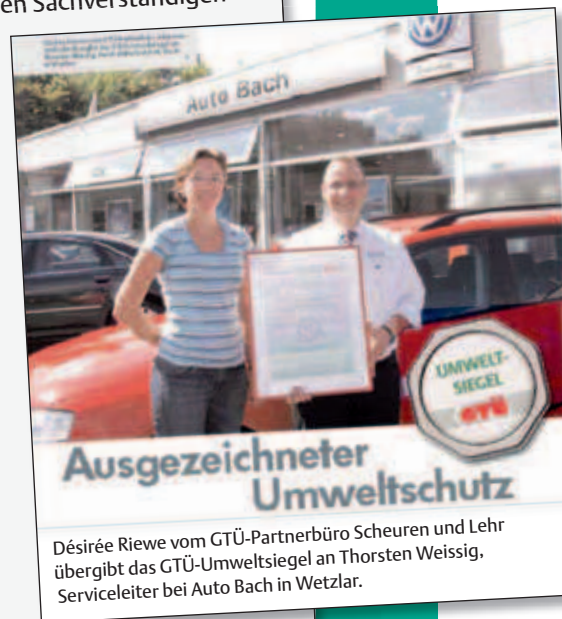 en Sachverständigen
Auto Bach
UMWELT-
SIEGEL
GTÜ
Ausgezeichneter
Umweltschutz
Désirée Riewe vom GTÜ-Partnerbüro Scheuren und Lehr
übergibt das GTÜ-Umweltsiegel an Thorsten Weissig,
Serviceleiter bei Auto Bach in Wetzlar.